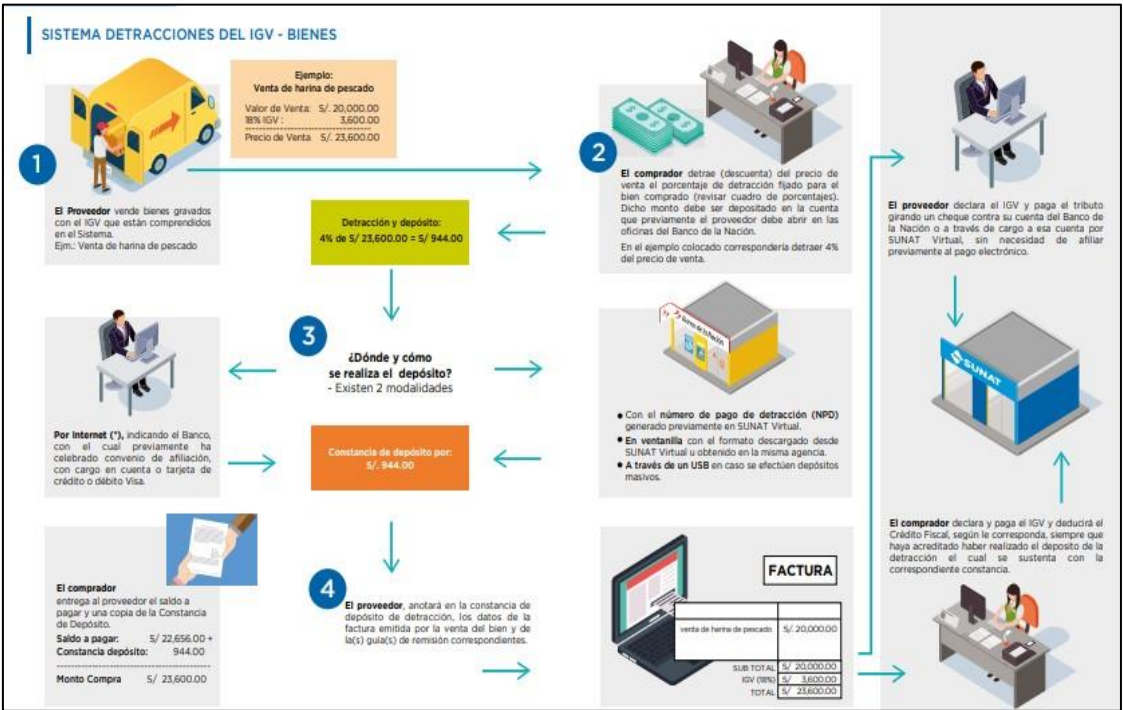 SISTEMA DETRACCIONES DEL IGV - BIENES
Ejemplo:
Venta de harina de pescado
Valor de Venta: S/. 20,000.00
18% IGV : 3,600.00
Precio de Venta S/. 23,600.00
1
El Proveedor vende bienes gravados
con el IGV que están comprendidos
en el Sistema.
Ejm.: Venta de harina de pescado
2
El comprador detrae (descuenta) del precio de
venta el porcentaje de detracción fijado para el
bien comprado (revisar cuadro de porcentajes).
Dicho monto debe ser depositado en la cuenta
que previamente el proveedor debe abrir en las
oficinas del Banco de la Nación.
En el ejemplo colocado correspondería detraer 4%
del precio de venta.
Detracción y depósito:
4% de S/ 23,600.00 = S/ 944.00
3
¿Dónde y cómo
se realiza el depósito?
- Existen 2 modalidades
Por Internet (*), indicando el Banco,
con el cual previamente ha
celebrado convenio de afiliación,
con cargo en cuenta o tarjeta de
crédito o débito Visa.
Banco de la Nación
● Con el número de pago de detracción (NPD)
generado previamente en SUNAT Virtual.
● En ventanilla con el formato descargado desde
SUNAT Virtual u obtenido en la misma agencia.
● A través de un USB en caso se efectúen depósitos
masivos.
Constancia de depósito por:
S/. 944.00
El comprador
entrega al proveedor el saldo a
pagar y una copia de la Constancia
de Depósito.
Saldo a pagar: S/ 22,656.00 +
Constancia depósito: 944.00
Monto Compra S/ 23,600.00
4
El proveedor, anotará en la constancia de
depósito de detracción, los datos de la
factura emitida por la venta del bien y de
la(s) guía(s) de remisión correspondientes.
FACTURA
venta de harina de pescado S/. 20,000.00
SUB TOTAL S/ 20,000.00
IGV (18%) S/ 3,600.00
TOTAL S/ 23,600.00
El proveedor declara el IGV y paga el tributo
girando un cheque contra su cuenta del Banco de
la Nación o a través de cargo a esa cuenta por
SUNAT Virtual, sin necesidad de afiliar
previamente al pago electrónico.
SUNAT
El comprador declara y paga el IGV y deducirá el
Crédito Fiscal, según le corresponda, siempre que
haya acreditado haber realizado el deposito de la
detracción el cual se sustenta con la
correspondiente constancia.